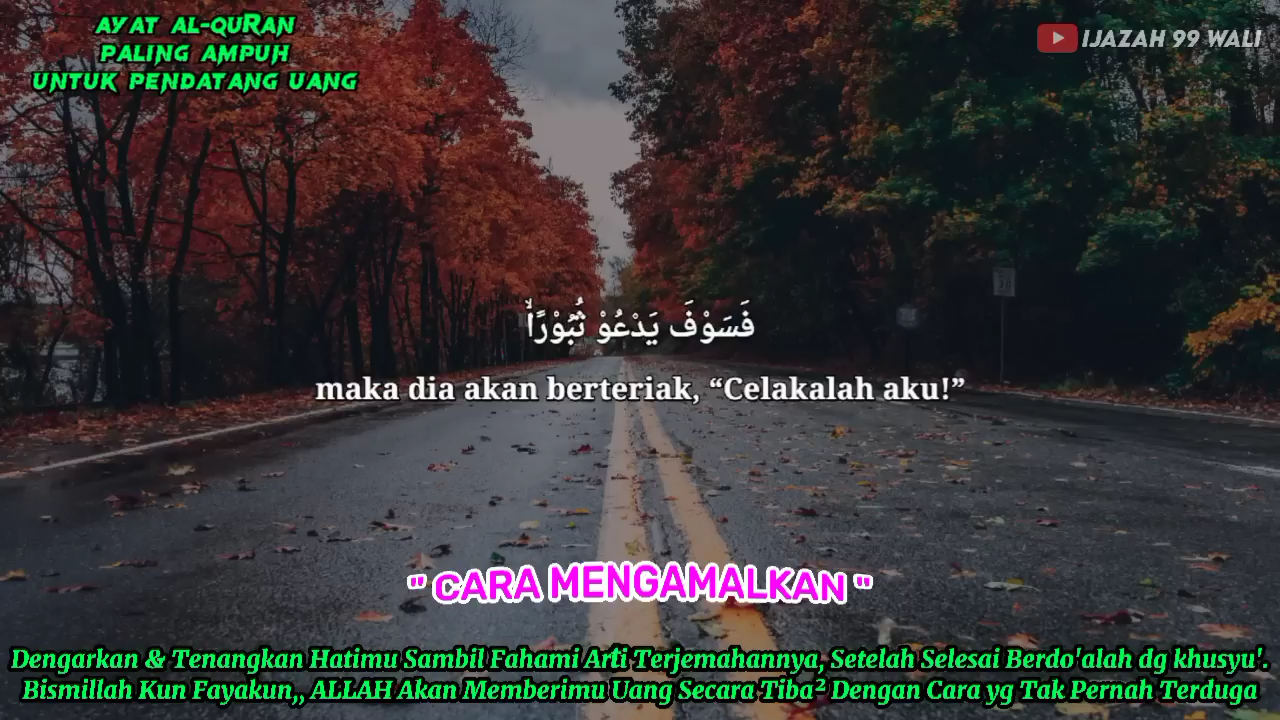 AYAT AL-QURAN
PALING AMPUH
UNTUK PENDATANG UANG
IJAZAH 99 WALI
فَسَوْفَ يَدْعُوْ ثُبُوْرًاۙ
maka dia akan berteriak, “Celakalah aku!”
" CARA MENGAMALKAN "
Dengarkan & Tenangkan Hatimu Sambil Fahami Arti Terjemahannya, Setelah Selesai Berdo'alah dg khusyu'.
Bismillah Kun Fayakun,, ALLAH Akan Memberimu Uang Secara Tiba² Dengan Cara yg Tak Pernah Terduga